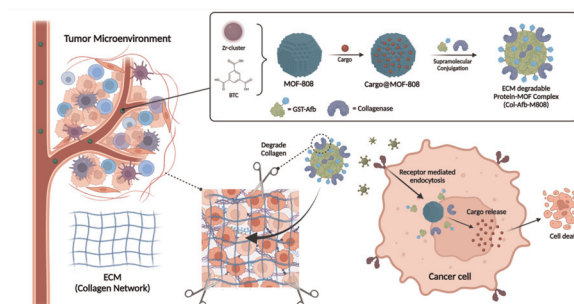 Tumor Microenvironment
Zr-cluster
BTC
MOF-808
Cargo
Cargo@MOF-808
Supramolecular
Conjugation
ECM degradable
Protein-MOF Complex
(Col-Afb-M808)
= GST-Afb
= Collagenase
Degrade
Collagen
ECM
(Collagen Network)
Receptor mediated
endocytosis
Cargo release
Cancer cell
Cell death